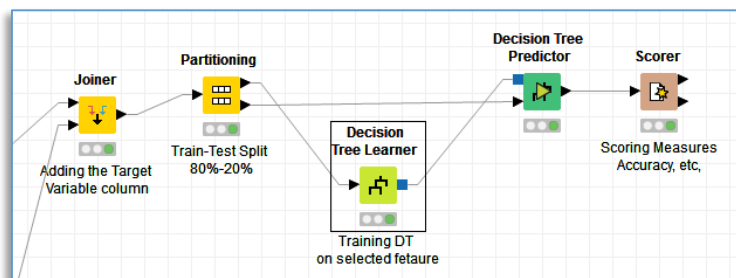 Joiner
Adding the Target
Variable column
Partitioning
Train-Test Split
80%-20%
Decision
Tree Learner
Training DT
on selected fetaure
Decision Tree
Predictor
Scorer
Scoring Measures
Accuracy, etc,